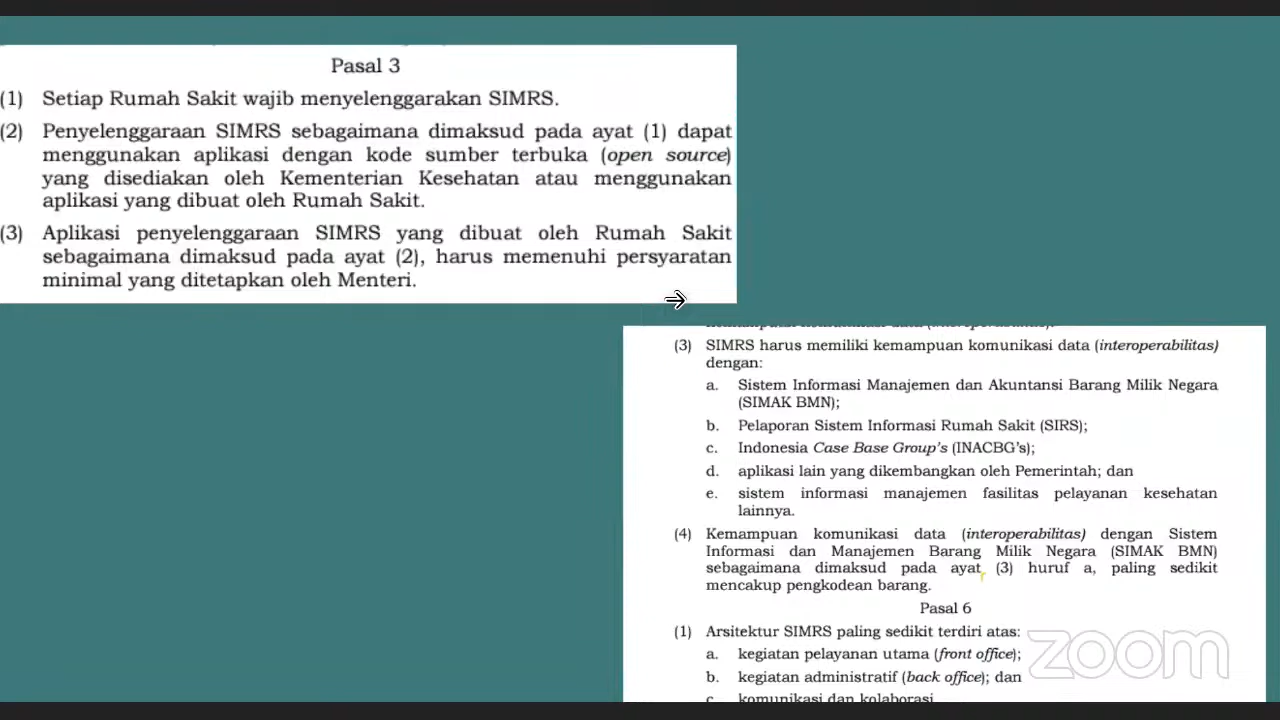 Pasal 3
(1) Setiap Rumah Sakit wajib menyelenggarakan SIMRS.
(2) Penyelenggaraan SIMRS sebagaimana dimaksud pada ayat (1) dapat
menggunakan aplikasi dengan kode sumber terbuka (open source)
yang disediakan oleh Kementerian Kesehatan atau menggunakan
aplikasi yang dibuat oleh Rumah Sakit.
(3) Aplikasi penyelenggaraan SIMRS yang dibuat oleh Rumah Sakit
sebagaimana dimaksud pada ayat (2), harus memenuhi persyaratan
minimal yang ditetapkan oleh Menteri.
(3) SIMRS harus memiliki kemampuan komunikasi data (interoperabilitas)
dengan:
a. Sistem Informasi Manajemen dan Akuntansi Barang Milik Negara
(SIMAK BMN);
b. Pelaporan Sistem Informasi Rumah Sakit (SIRS);
c. Indonesia Case Base Group's (INACBG's);
d. aplikasi lain yang dikembangkan oleh Pemerintah; dan
e. sistem informasi manajemen fasilitas pelayanan kesehatan
lainnya.
(4) Kemampuan komunikasi data (interoperabilitas) dengan Sistem
Informasi dan Manajemen Barang Milik Negara (SIMAK BMN)
sebagaimana dimaksud pada ayat (3) huruf a, paling sedikit
mencakup pengkodean barang.
Pasal 6
(1) Arsitektur SIMRS paling sedikit terdiri atas:
a. kegiatan pelayanan utama (front office);
b. kegiatan administratif (back office); dan
c. komunikasi dan kolaborasi
zoom